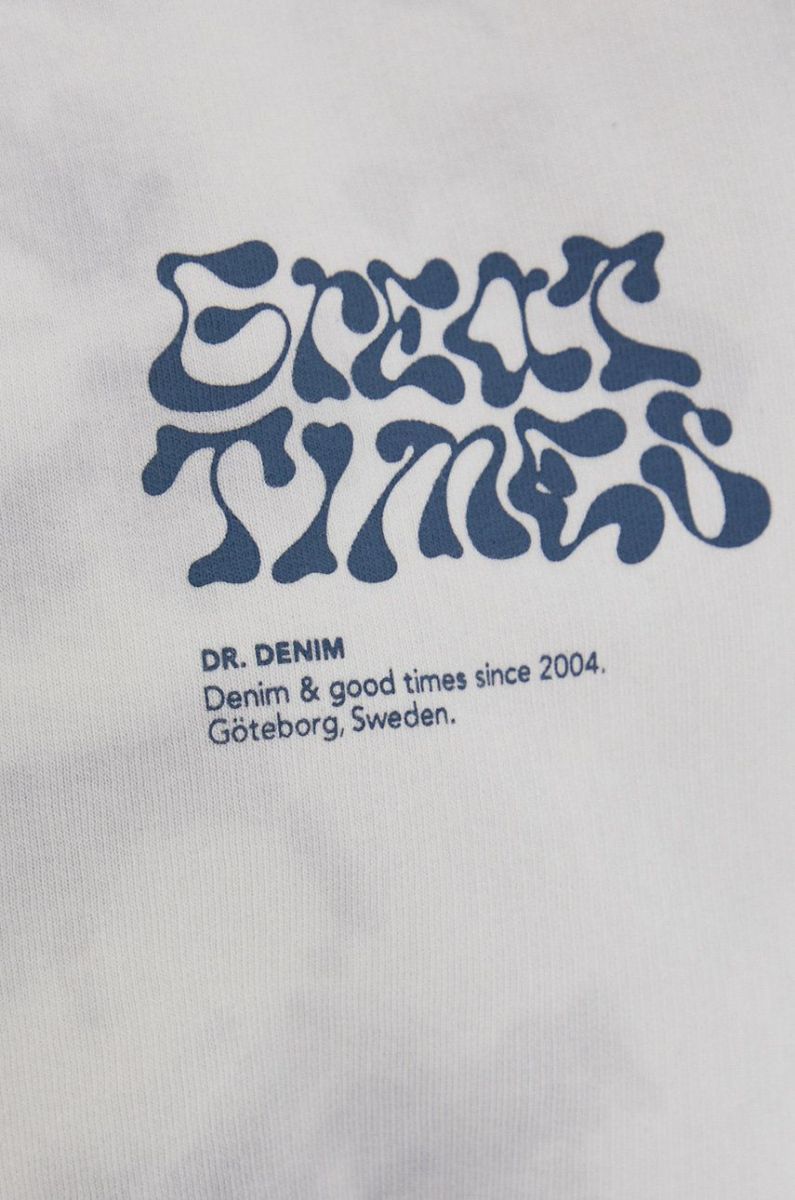 GreaT
TIMES
DR. DENIM
Denim & good times since 2004.
Göteborg, Sweden.